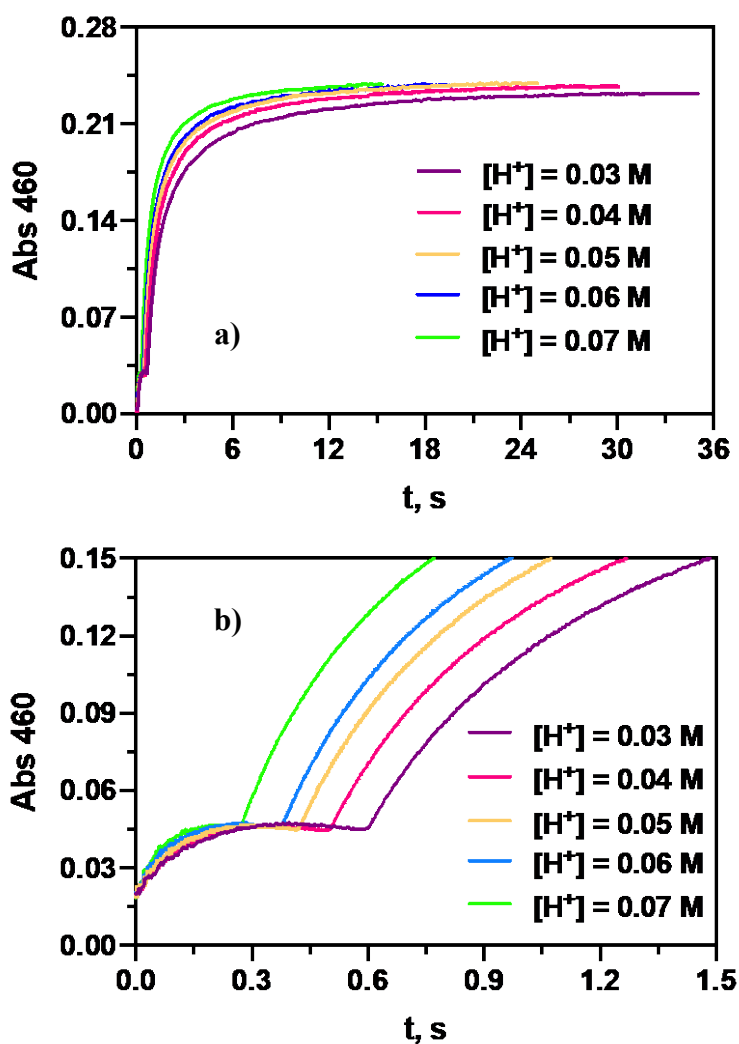 0.28
0.21
0.14
0.07
0.00
Abs 460
[H⁺] = 0.03 M
[H⁺] = 0.04 M
[H⁺] = 0.05 M
[H⁺] = 0.06 M
[H⁺] = 0.07 M
a)
0 6 12 18 24 30 36
t, s
0.15
0.12
0.09
0.06
0.03
0.00
Abs 460
b)
[H⁺] = 0.03 M
[H⁺] = 0.04 M
[H⁺] = 0.05 M
[H⁺] = 0.06 M
[H⁺] = 0.07 M
0.0 0.3 0.6 0.9 1.2 1.5
t, s